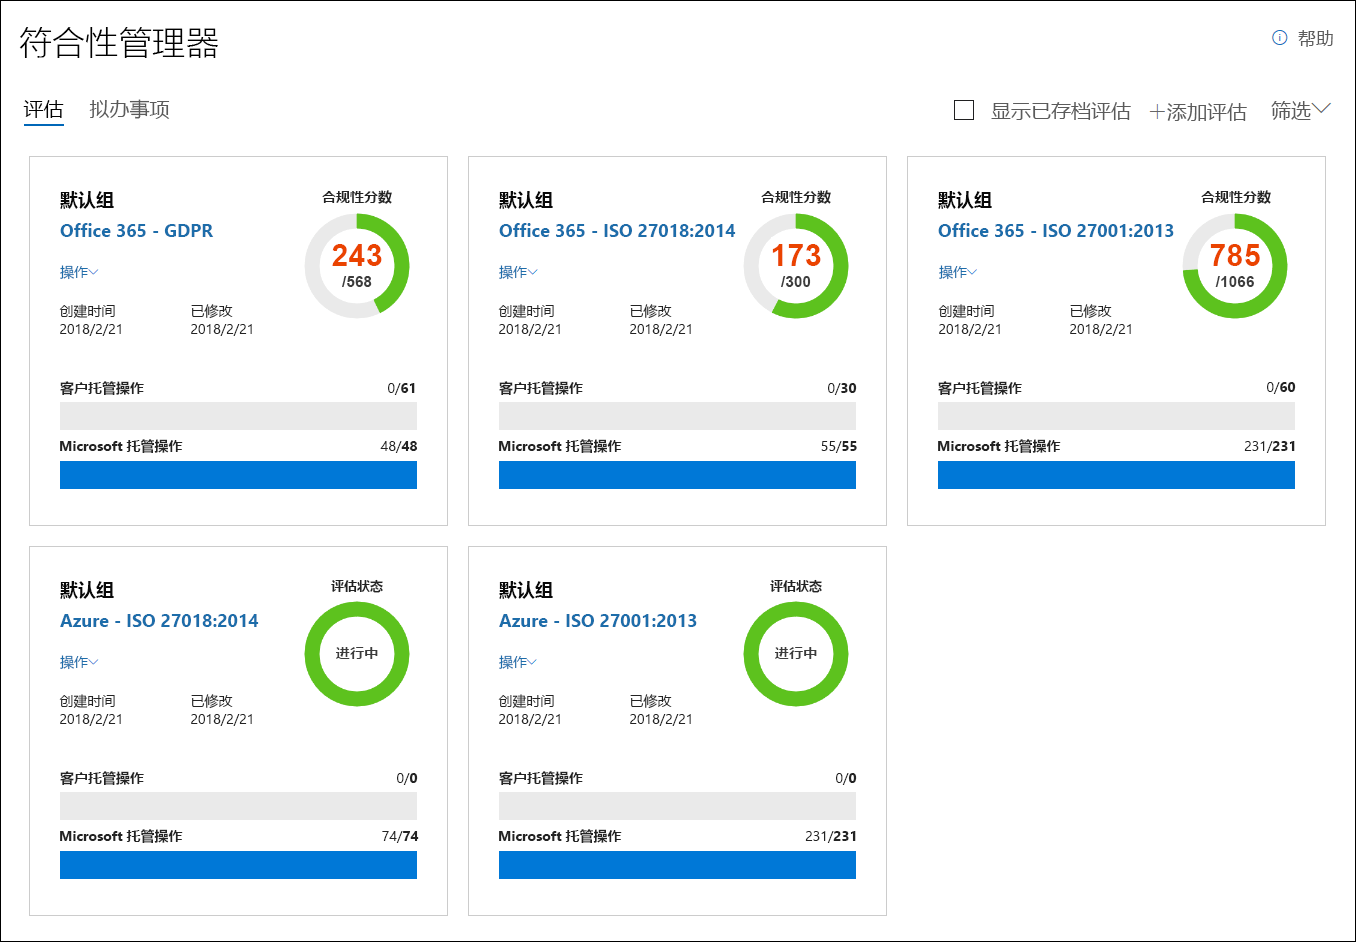 符合性管理器
帮助
评估 拟办事项
显示已存档评估 +添加评估 筛选
默认组
Office 365 - GDPR
操作
合规性分数
243
/568
创建时间 已修改
2018/2/21 2018/2/21
客户托管操作 0/61
Microsoft 托管操作 48/48
默认组
Office 365 - ISO 27018:2014
操作
合规性分数
173
/300
创建时间 已修改
2018/2/21 2018/2/21
客户托管操作 0/30
Microsoft 托管操作 55/55
默认组
Office 365 - ISO 27001:2013
操作
合规性分数
785
/1066
创建时间 已修改
2018/2/21 2018/2/21
客户托管操作 0/60
Microsoft 托管操作 231/231
默认组
Azure - ISO 27018:2014
操作
评估状态
进行中
创建时间 已修改
2018/2/21 2018/2/21
客户托管操作 0/0
Microsoft 托管操作 74/74
默认组
Azure - ISO 27001:2013
操作
评估状态
进行中
创建时间 已修改
2018/2/21 2018/2/21
客户托管操作 0/0
Microsoft 托管操作 231/231